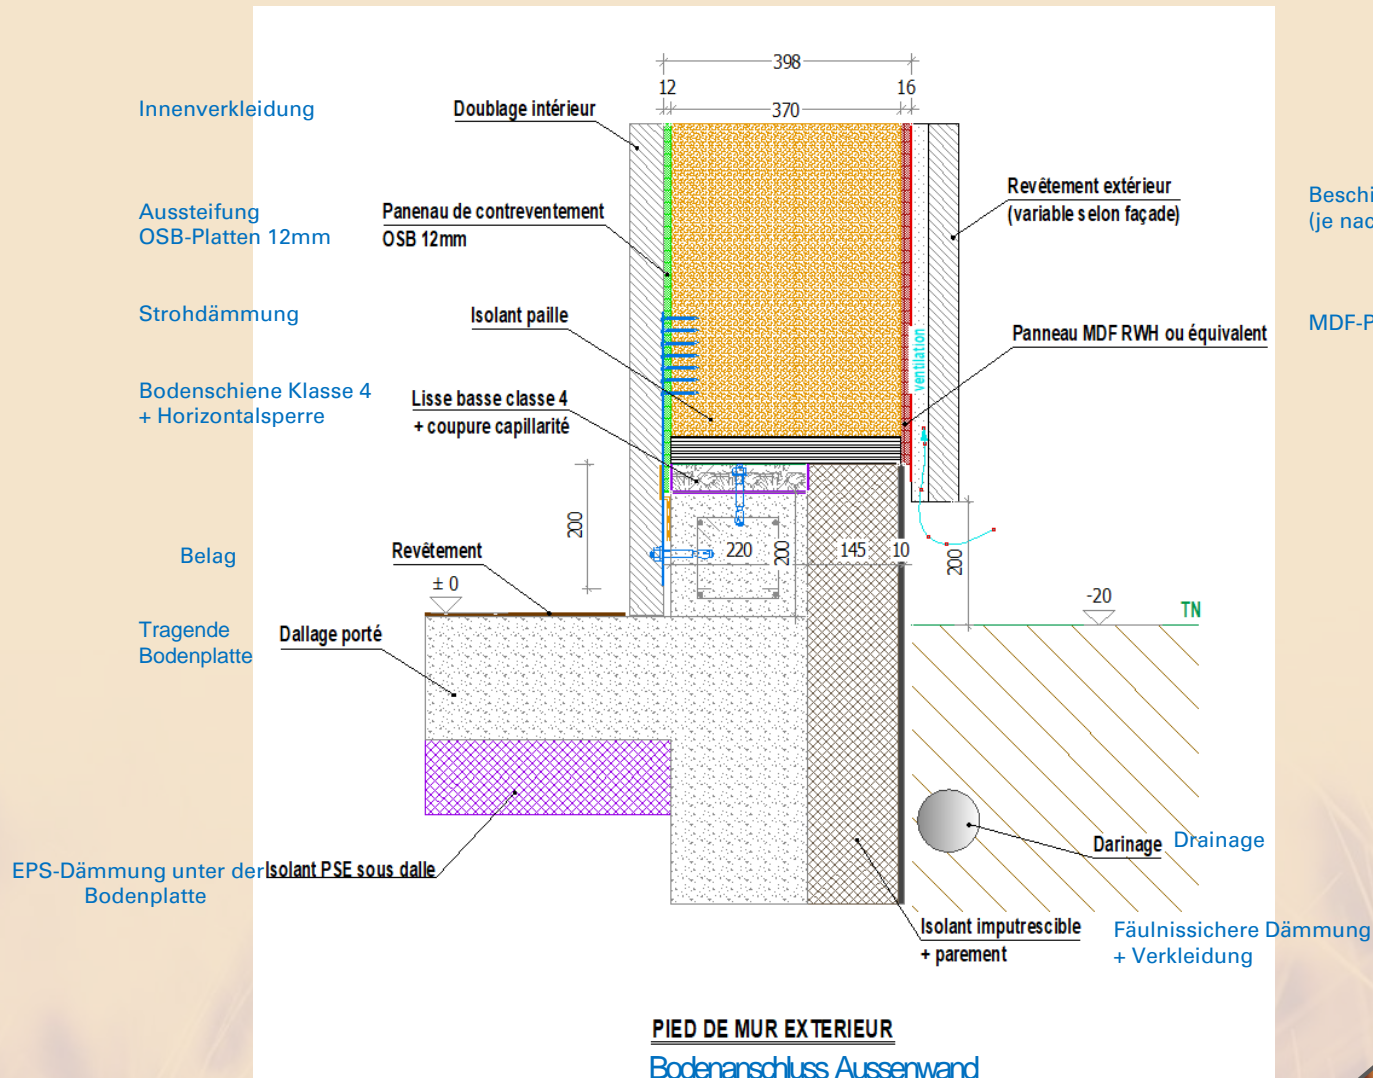 398
12
16
370
Innenverkleidung
Doublage intérieur
Revêtement extérieur
(variable selon façade)
Beschi
(je nac
Aussteifung
OSB-Platten 12mm
Panenau de contreventement
OSB 12mm
Strohdämmung
Isolant paille
Panneau MDF RWH ou équivalent
MDF-P
ventilation
Bodenschiene Klasse 4
+ Horizontalsperre
Lisse basse classe 4
+ coupure capillarité
200
220
200
145
10
200
Belag
Revêtement
± 0
-20
TN
Tragende
Bodenplatte
Dallage porté
EPS-Dämmung unter der
Bodenplatte
Isolant PSE sous dalle
Darinage
Drainage
Isolant imputrescible
+ parement
Fäulnissichere Dämmung
+ Verkleidung
PIED DE MUR EXTERIEUR
Bodenanschluss Aussenwand